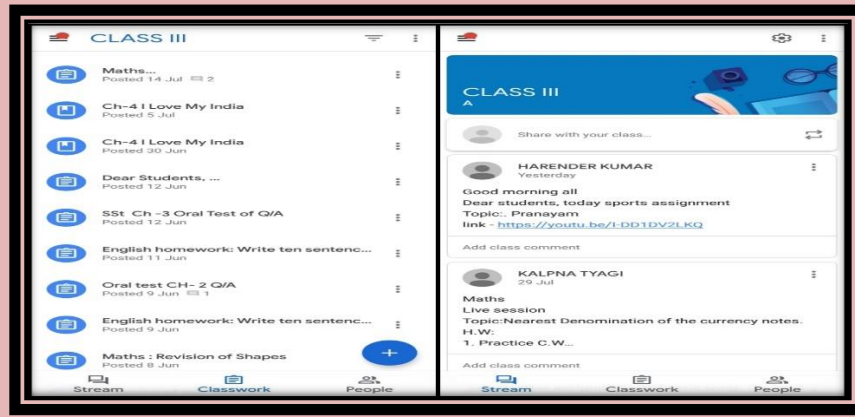 CLASS III
Maths...
Posted 14 Jul 2
Ch-4 I Love My India
Posted 5 Jul
Ch-4 I Love My India
Posted 30 Jun
Dear Students, ...
Posted 12 Jun
SSt Ch -3 Oral Test of Q/A
Posted 12 Jun
English homework: Write ten sentenc...
Posted 11 Jun
Oral test CH- 2 Q/A
Posted 9 Jun 1
English homework: Write ten sentenc...
Posted 9 Jun
Maths : Revision of Shapes
Posted 8 Jun
Stream Classwork People
CLASS III
A
Share with your class...
HARENDER KUMAR
Yesterday
Good morning all
Dear students, today sports assignment
Topic:. Pranayam
link - https://youtu.be/I-DD1DV2LKQ
Add class comment
KALPNA TYAGI
29 Jul
Maths
Live session
Topic:Nearest Denomination of the currency notes.
H.W:
1. Practice C.W...
Add class comment
Stream Classwork People